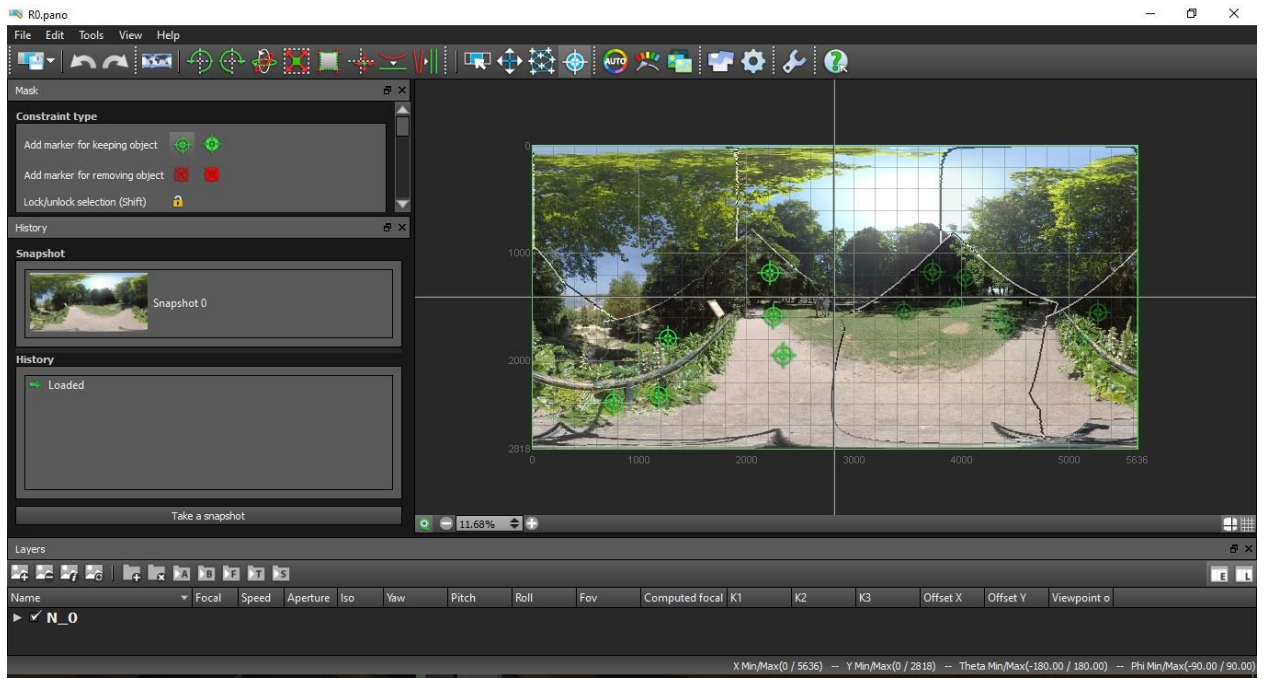 R0.pano
File Edit Tools View Help
AUTO
Mask
Constraint type
Add marker for keeping object
Add marker for removing object
Lock/unlock selection (Shift)
History
Snapshot
Snapshot 0
History
Loaded
Take a snapshot
0
1000
2000
2818
0 1000 2000 3000 4000 5000 5636
11.68%
Layers
A B F T S E L
Name Focal Speed Aperture Iso Yaw Pitch Roll Fov Computed focal K1 K2 K3 Offset X Offset Y Viewpoint o
N_0
X Min/Max(0 / 5636) -- Y Min/Max(0 / 2818) -- Theta Min/Max(-180.00 / 180.00) -- Phi Min/Max(-90.00 / 90.00)